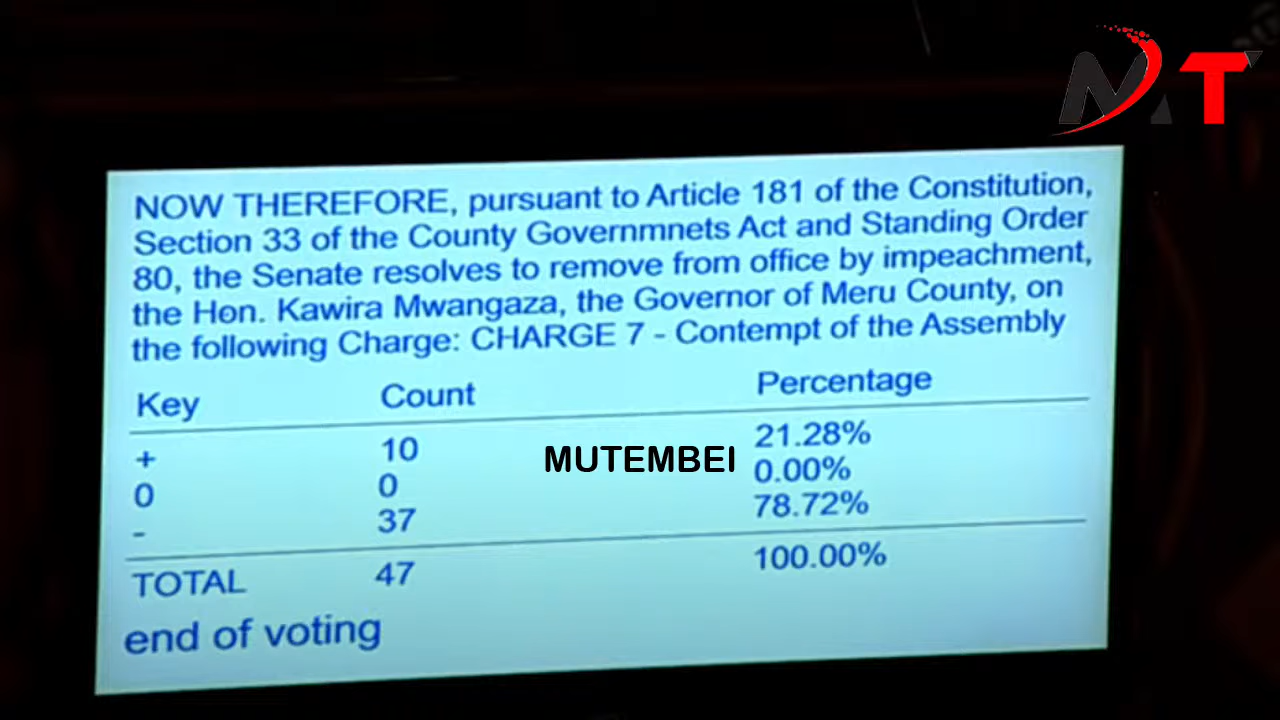 MT
NOW THEREFORE, pursuant to Article 181 of the Constitution,
Section 33 of the County Governmnets Act and Standing Order
80, the Senate resolves to remove from office by impeachment,
the Hon. Kawira Mwangaza, the Governor of Meru County, on
the following Charge: CHARGE 7 - Contempt of the Assembly
Key Count Percentage
+ 10 21.28%
MUTEMBEI
0 0 0.00%
- 37 78.72%
TOTAL 47 100.00%
end of voting